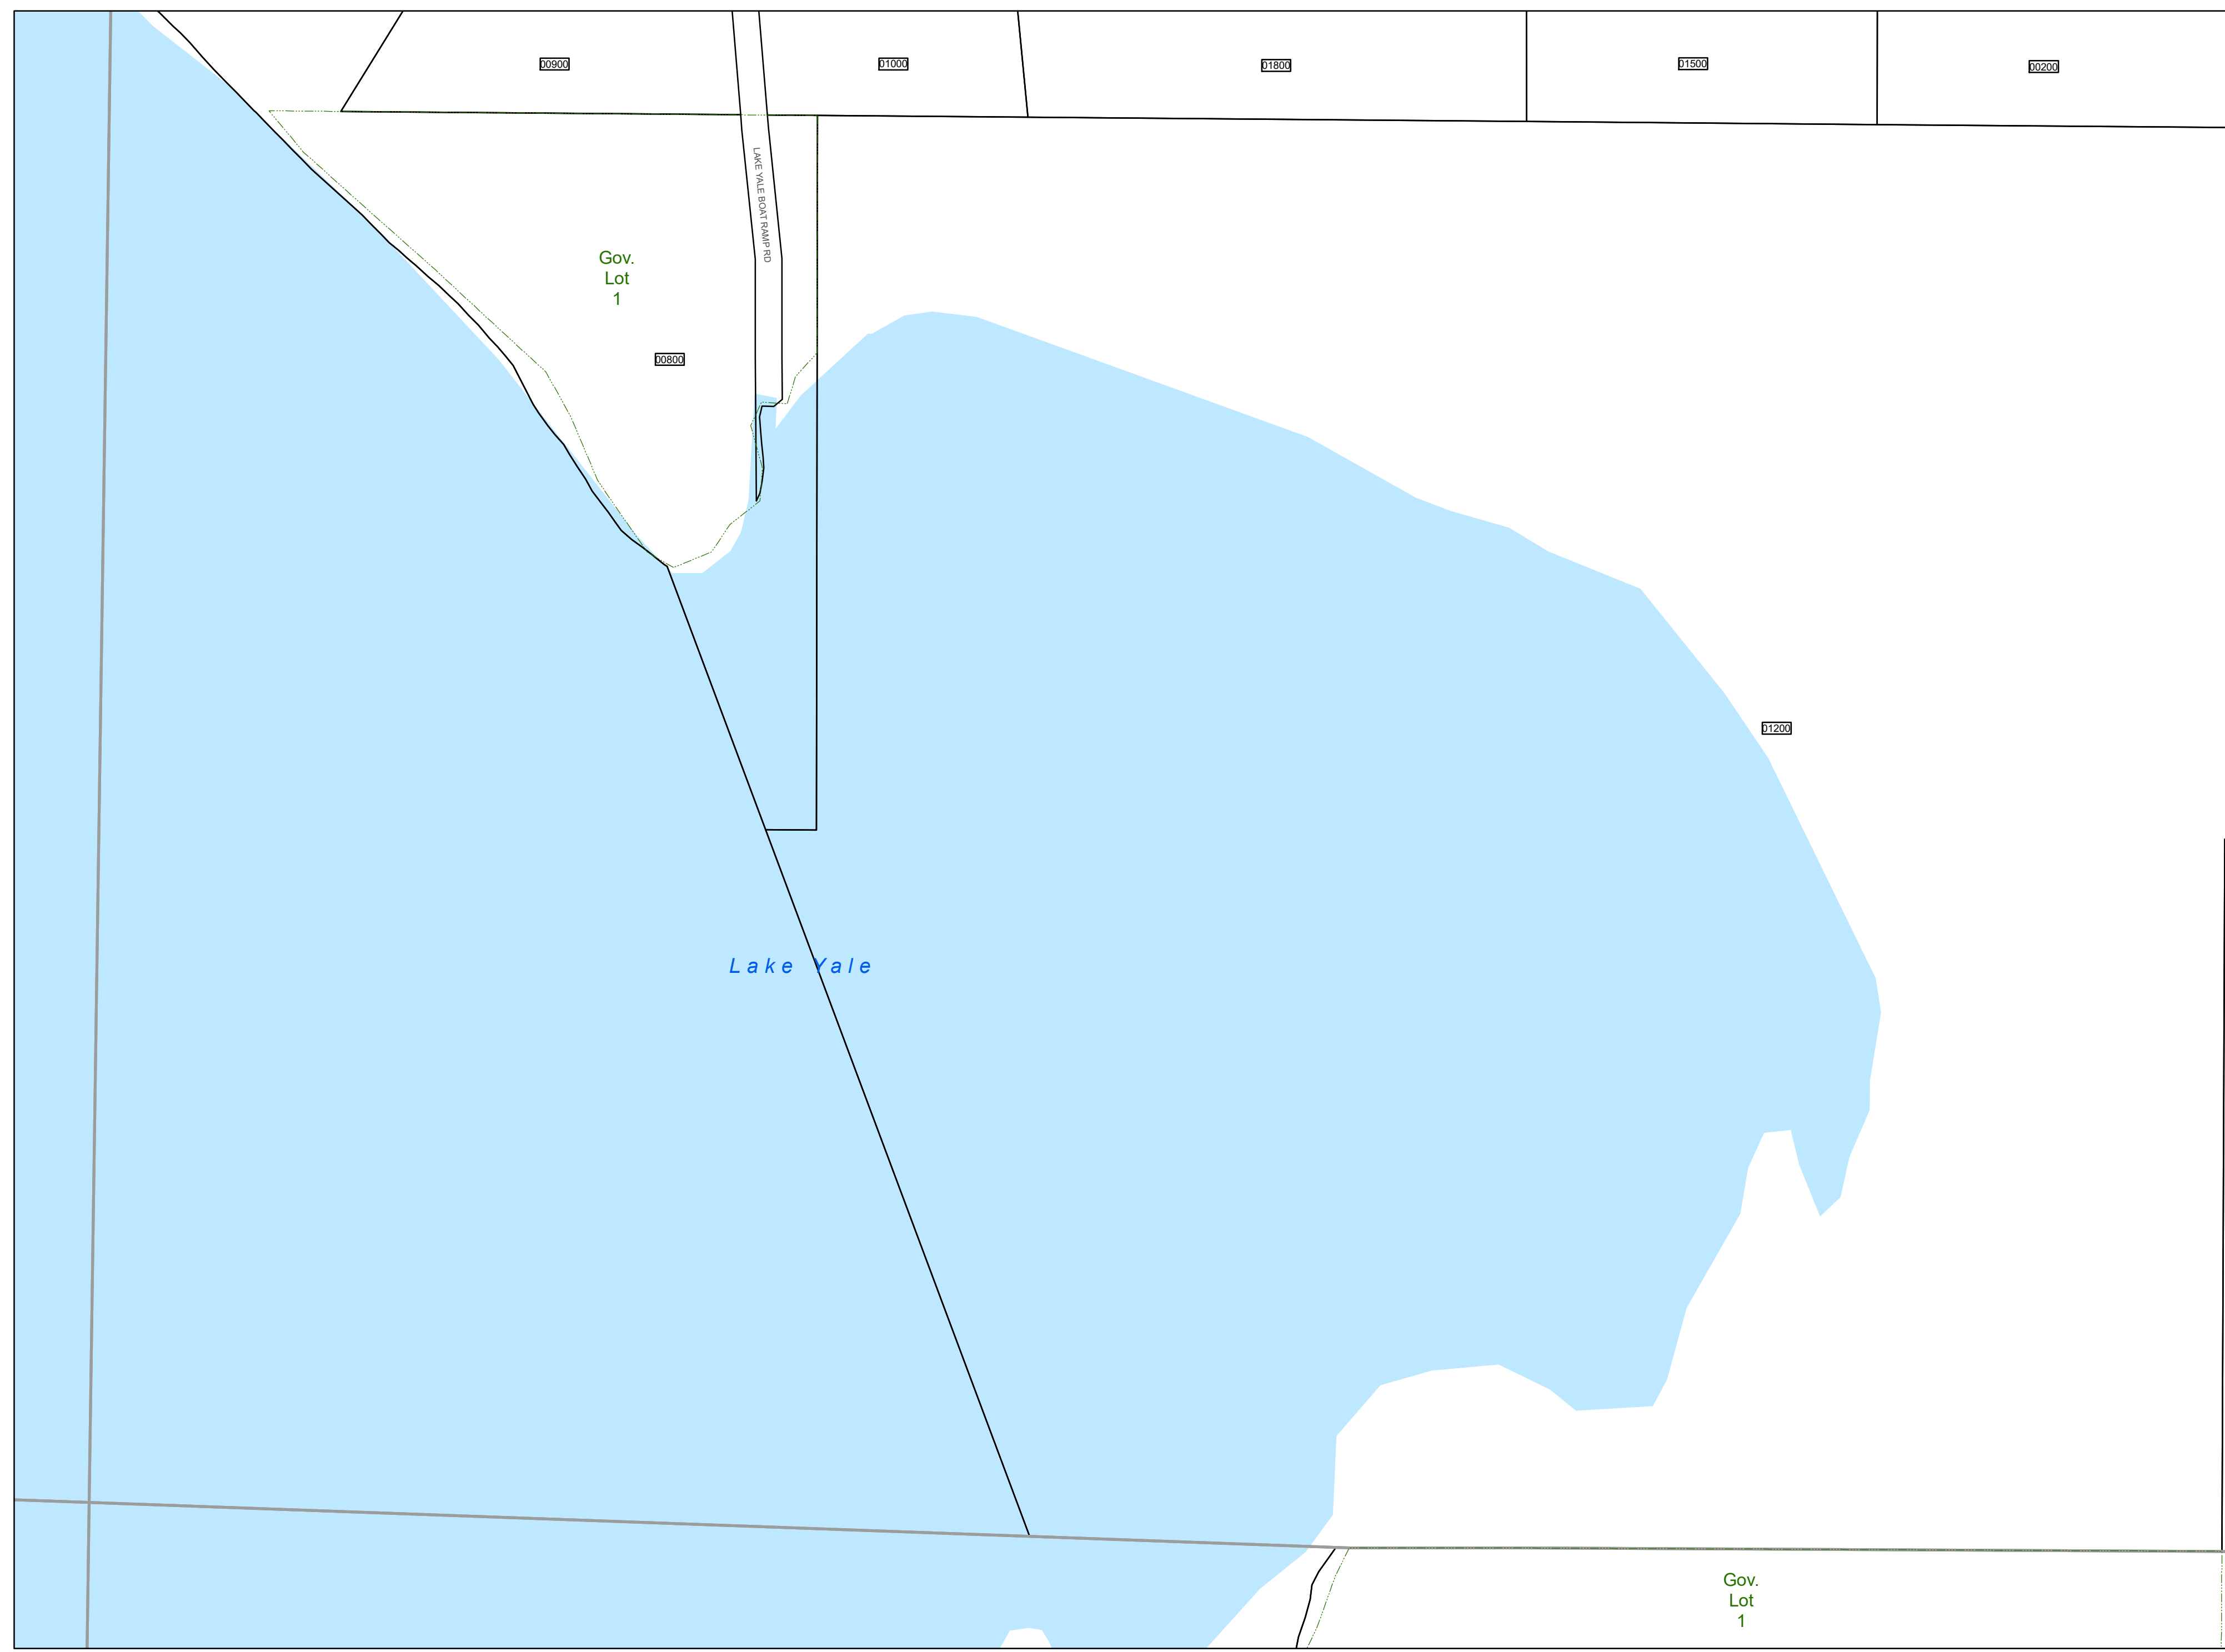 00900
01000
01800
01500
00200
LAKE YALE BOAT RAMP RD
Gov.
Lot
1
00800
01200
Lake Yale
Gov.
Lot
1